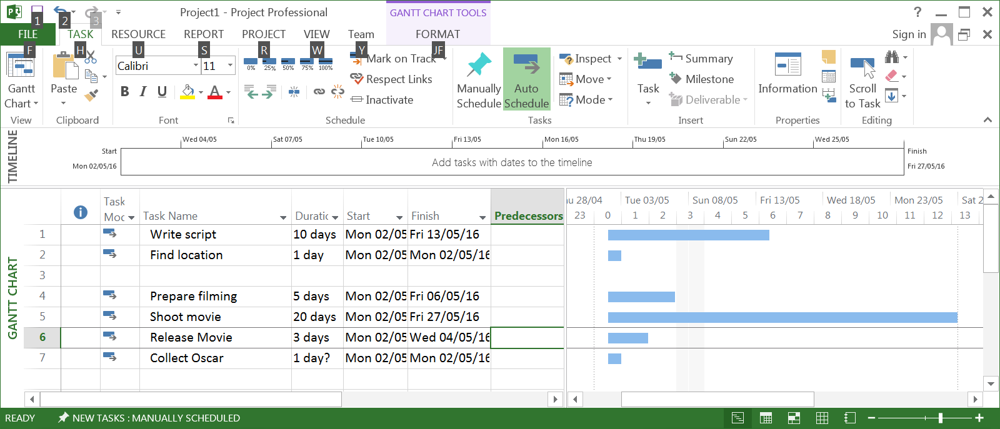 Project1 - Project Professional
GANTT CHART TOOLS
?
1 2 3
FILE TASK RESOURCE REPORT PROJECT VIEW Team FORMAT
Sign in
F H U S R W Y JF
Gantt
Chart
View
Paste
Clipboard
Calibri 11
B I U A
Font
0% 25% 50% 75% 100%
Mark on Track
Respect Links
Inactivate
Schedule
Manually
Schedule
Auto
Schedule
Inspect
Move
Mode
Tasks
Task
Summary
Milestone
Deliverable
Insert
Information
Properties
Scroll
to Task
Editing
TIMELINE
Wed 04/05 Sat 07/05 Tue 10/05 Fri 13/05 Mon 16/05 Thu 19/05 Sun 22/05 Wed 25/05
Start
Mon 02/05/16
Add tasks with dates to the timeline
Finish
Fri 27/05/16
GANTT CHART
Task
Mo Task Name Duratic Start Finish Predecessors
u 28/04 Tue 03/05 Sun 08/05 Fri 13/05 Wed 18/05 Mon 23/05 Sat 2
23 0 1 2 3 4 5 6 7 8 9 10 11 12 13
1 Write script 10 days Mon 02/05 Fri 13/05/16
2 Find location 1 day Mon 02/05 Mon 02/05/16
3
4 Prepare filming 5 days Mon 02/05 Fri 06/05/16
5 Shoot movie 20 days Mon 02/05 Fri 27/05/16
6 Release Movie 3 days Mon 02/05 Wed 04/05/16
7 Collect Oscar 1 day? Mon 02/05 Mon 02/05/16
READY NEW TASKS : MANUALLY SCHEDULED